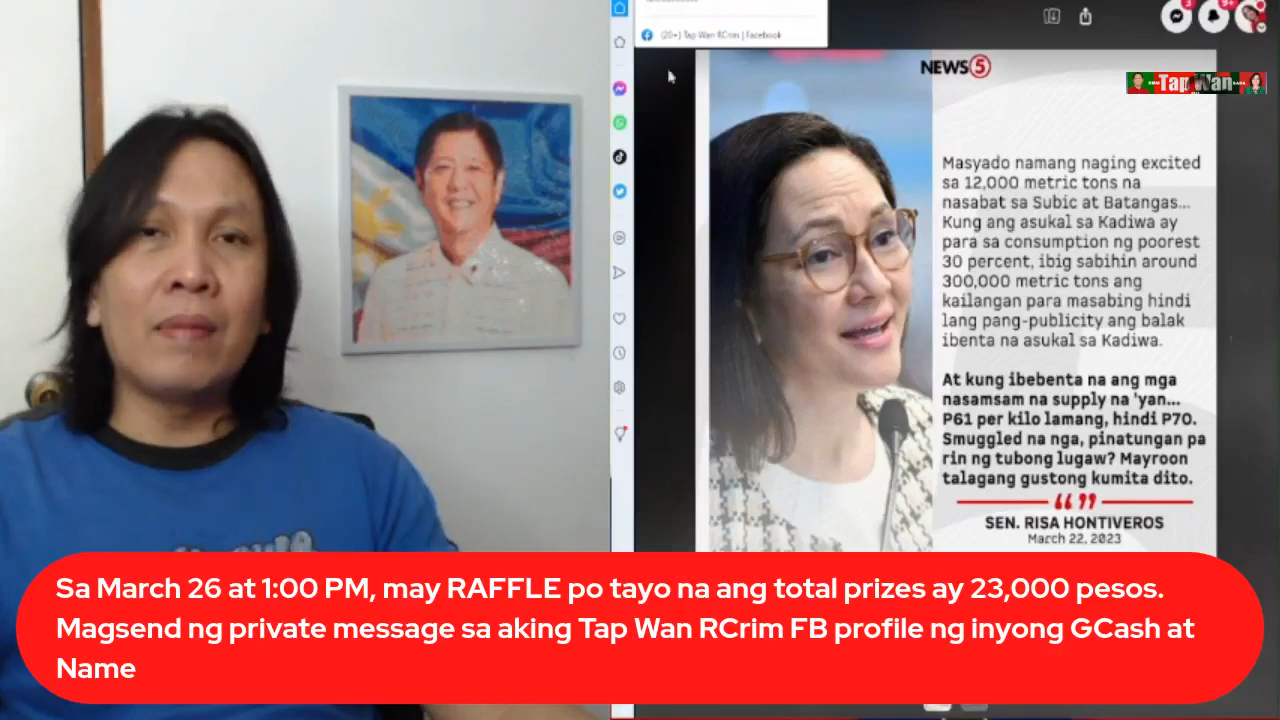 (20+) Tap Wan RCrim | Facebook
3
9+
NEWS 5
Tap Wan
Masyado namang naging excited
sa 12,000 metric tons na
nasabat sa Subic at Batangas...
Kung ang asukal sa Kadiwa ay
para sa consumption ng poorest
30 percent, ibig sabihin around
300,000 metric tons ang
kailangan para masabing hindi
lang pang-publicity ang balak
ibenta na asukal sa Kadiwa.
At kung ibebenta na ang mga
nasamsam na supply na 'yan...
P61 per kilo lamang, hindi P70.
Smuggled na nga, pinatungan pa
rin ng tubong lugaw? Mayroon
talagang gustong kumita dito.
SEN. RISA HONTIVEROS
March 22, 2023
Sa March 26 at 1:00 PM, may RAFFLE po tayo na ang total prizes ay 23,000 pesos.
Magsend ng private message sa aking Tap Wan RCrim FB profile ng inyong GCash at
Name